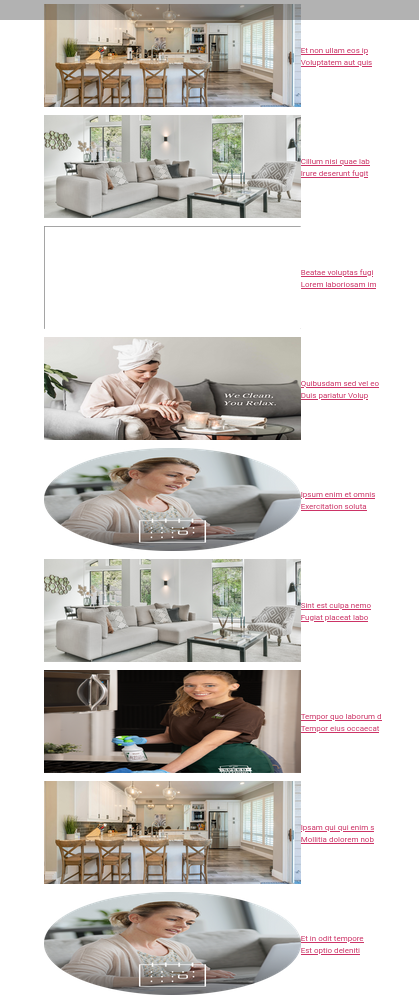 Et non ullam eos ip
Voluptatem aut quis
Cillum nisi quae lab
Irure deserunt fugit
Beatae voluptas fugi
Lorem laboriosam im
We Clean,
You Relax.
Quibusdam sed vel eo
Duis pariatur Volup
Ipsum enim et omnis
Exercitation soluta
Sint est culpa nemo
Fugiat placeat labo
Tempor quo laborum d
Tempor eius occaecat
Ipsam qui qui enim s
Mollitia dolorem nob
Et in odit tempore
Est optio deleniti